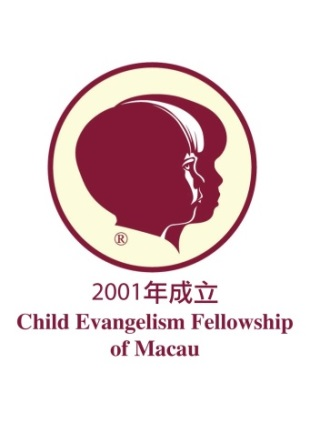 ®
2001年成立
Child Evangelism Fellowship
of Macau